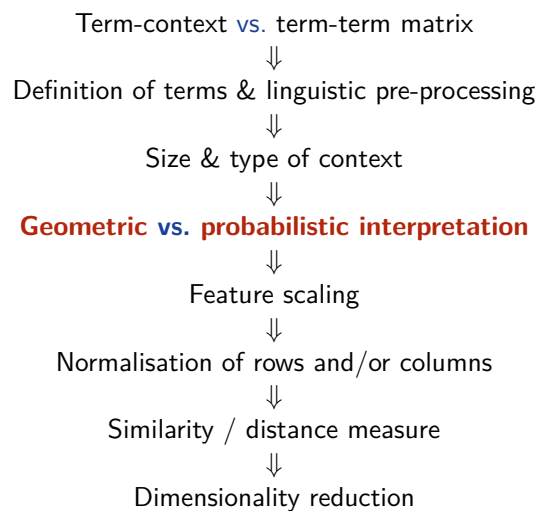 Term-context vs. term-term matrix
⇓
Definition of terms & linguistic pre-processing
⇓
Size & type of context
⇓
Geometric vs. probabilistic interpretation
⇓
Feature scaling
⇓
Normalisation of rows and/or columns
⇓
Similarity / distance measure
⇓
Dimensionality reduction